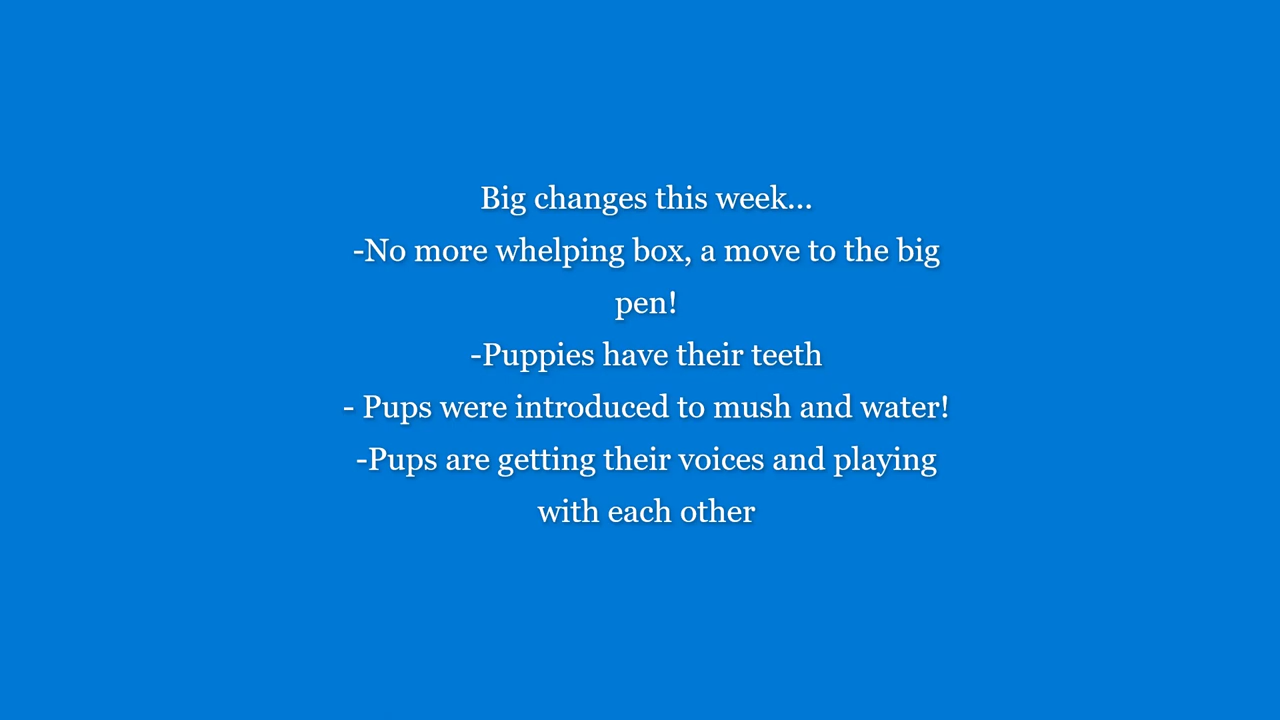 Big changes this week...
-No more whelping box, a move to the big
pen!
-Puppies have their teeth
- Pups were introduced to mush and water!
-Pups are getting their voices and playing
with each other